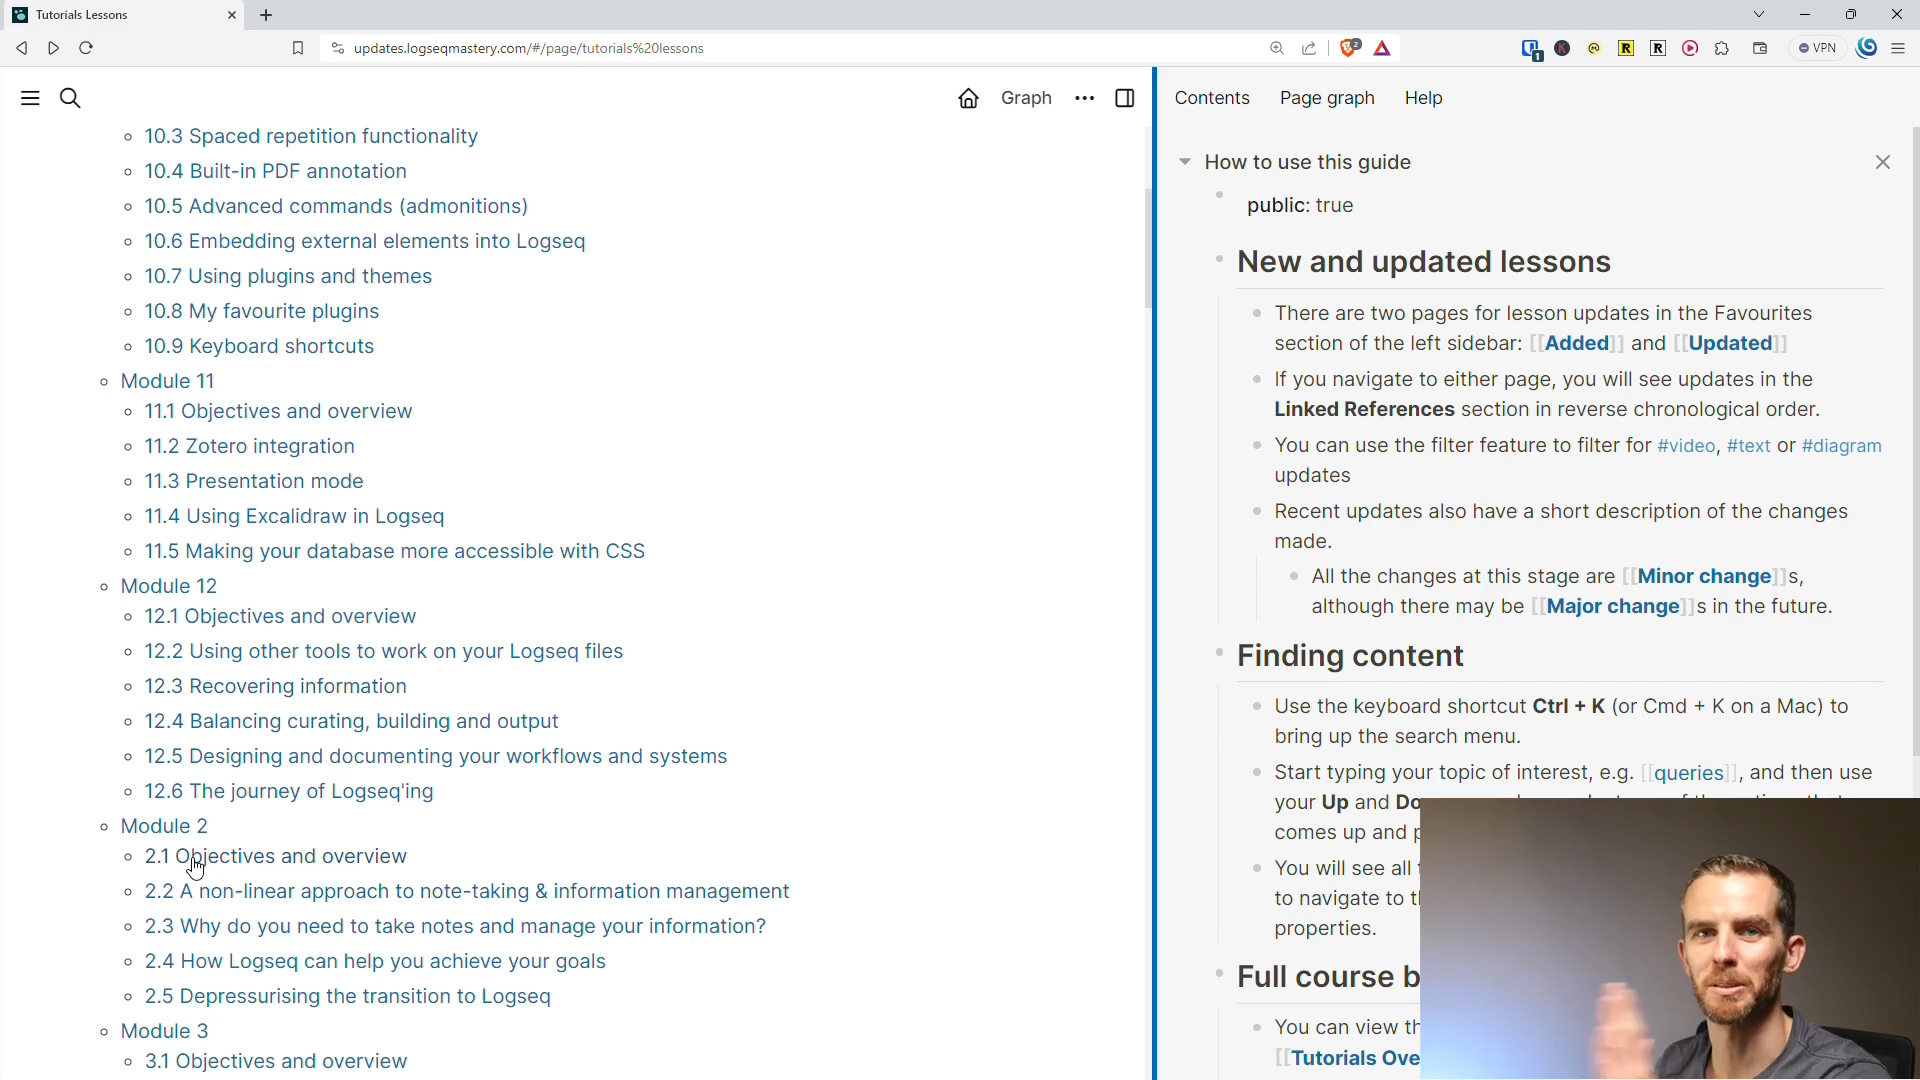 Tutorials Lessons
updates.logseqmastery.com/#/page/tutorials%20lessons
2
1
VPN
Graph
Contents
Page graph
Help
10.3 Spaced repetition functionality
10.4 Built-in PDF annotation
10.5 Advanced commands (admonitions)
10.6 Embedding external elements into Logseq
10.7 Using plugins and themes
10.8 My favourite plugins
10.9 Keyboard shortcuts
Module 11
11.1 Objectives and overview
11.2 Zotero integration
11.3 Presentation mode
11.4 Using Excalidraw in Logseq
11.5 Making your database more accessible with CSS
Module 12
12.1 Objectives and overview
12.2 Using other tools to work on your Logseq files
12.3 Recovering information
12.4 Balancing curating, building and output
12.5 Designing and documenting your workflows and systems
12.6 The journey of Logseq'ing
Module 2
2.1 Objectives and overview
2.2 A non-linear approach to note-taking & information management
2.3 Why do you need to take notes and manage your information?
2.4 How Logseq can help you achieve your goals
2.5 Depressurising the transition to Logseq
Module 3
3.1 Objectives and overview
How to use this guide
public: true
New and updated lessons
There are two pages for lesson updates in the Favourites
section of the left sidebar: [[Added]] and [[Updated]]
If you navigate to either page, you will see updates in the
Linked References section in reverse chronological order.
You can use the filter feature to filter for #video, #text or #diagram
updates
Recent updates also have a short description of the changes
made.
All the changes at this stage are [[Minor change]]s,
although there may be [[Major change]]s in the future.
Finding content
Use the keyboard shortcut Ctrl + K (or Cmd + K on a Mac) to
bring up the search menu.
Start typing your topic of interest, e.g. [[queries]], and then use
your Up and Do
comes up and p
You will see all
to navigate to t
properties.
Full course b
You can view th
[[Tutorials Ove